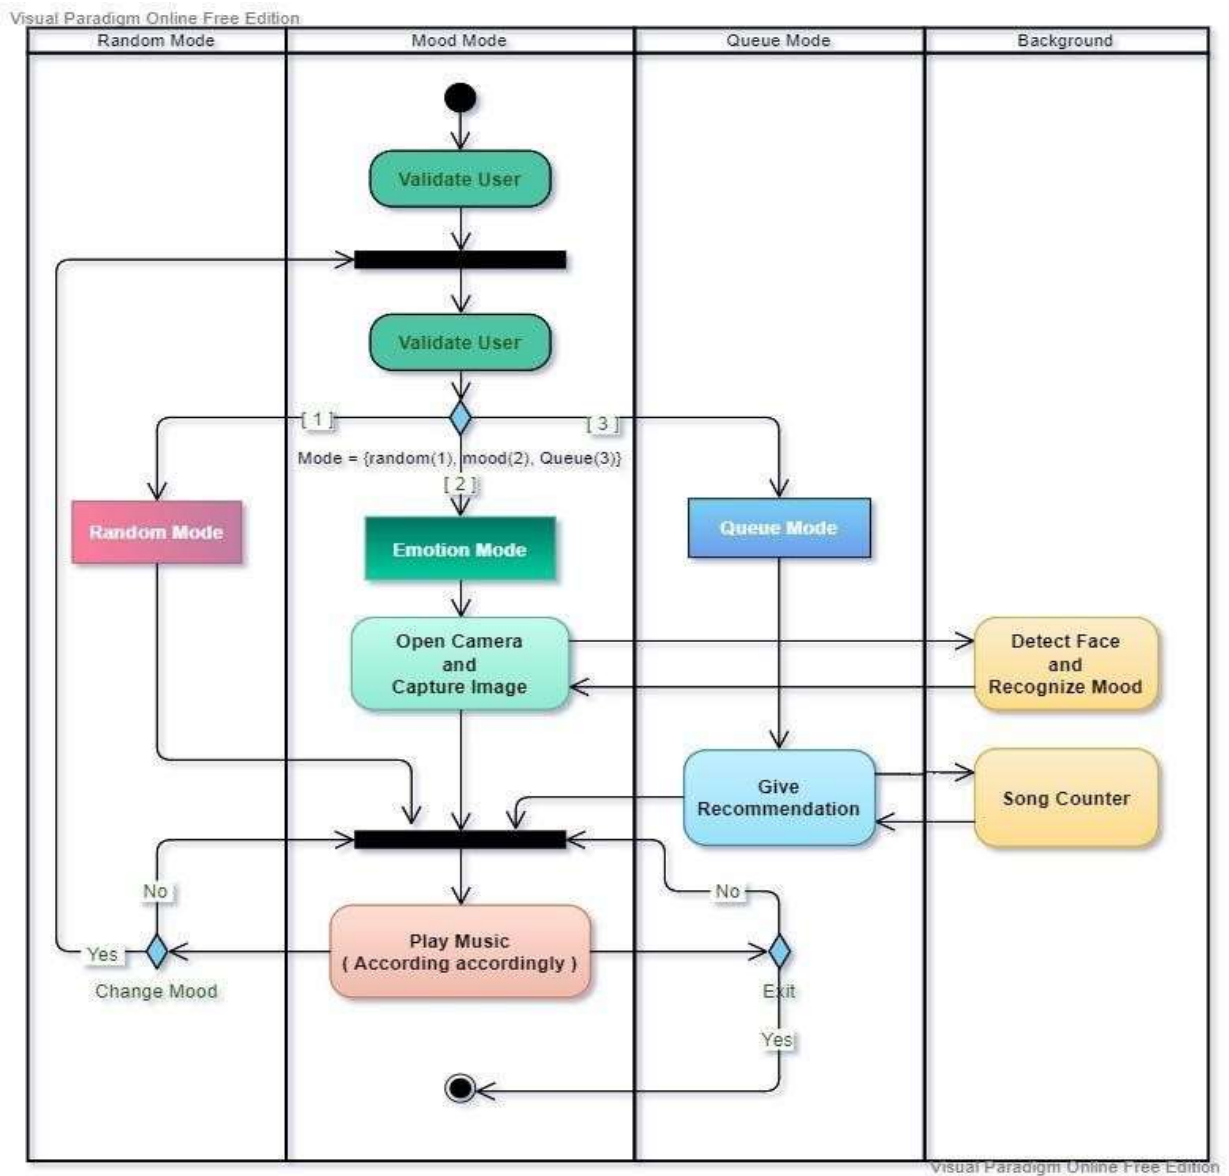 Visual Paradigm Online Free Edition
Random Mode
Mood Mode
Queue Mode
Background
Validate User
Validate User
[ 1 ]
[ 3 ]
Mode = {random(1), mood(2), Queue(3)}
[ 2 ]
Random Mode
Emotion Mode
Queue Mode
Open Camera
and
Capture Image
Detect Face
and
Recognize Mood
Give
Recommendation
Song Counter
No
No
Play Music
( According accordingly )
Yes
Change Mood
Exit
Yes
Visual Paradigm Online Free Edition